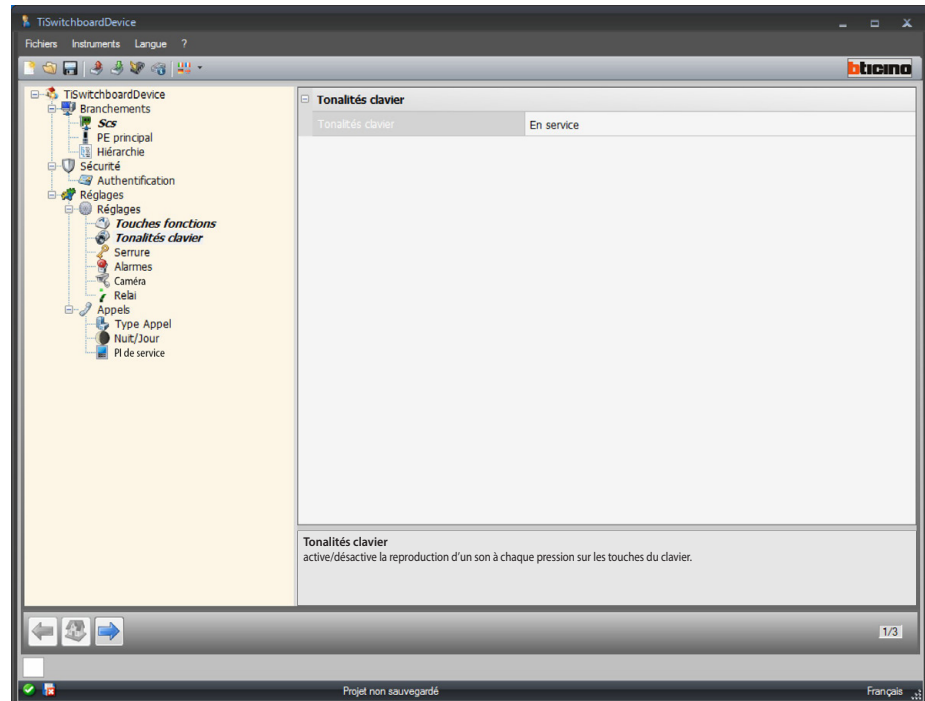 TiSwitchboardDevice
Fichiers Instruments Langue ?
bticino
TiSwitchboardDevice
Branchements
Scs
PE principal
Hiérarchie
Sécurité
Authentification
Réglages
Réglages
Touches fonctions
Tonalités clavier
Serrure
Alarmes
Caméra
Relai
Appels
Type Appel
Nuit/Jour
PI de service
Tonalités clavier
Tonalités clavier En service
Tonalités clavier
active/désactive la reproduction d'un son à chaque pression sur les touches du clavier.
1/3
Projet non sauvegardé Français